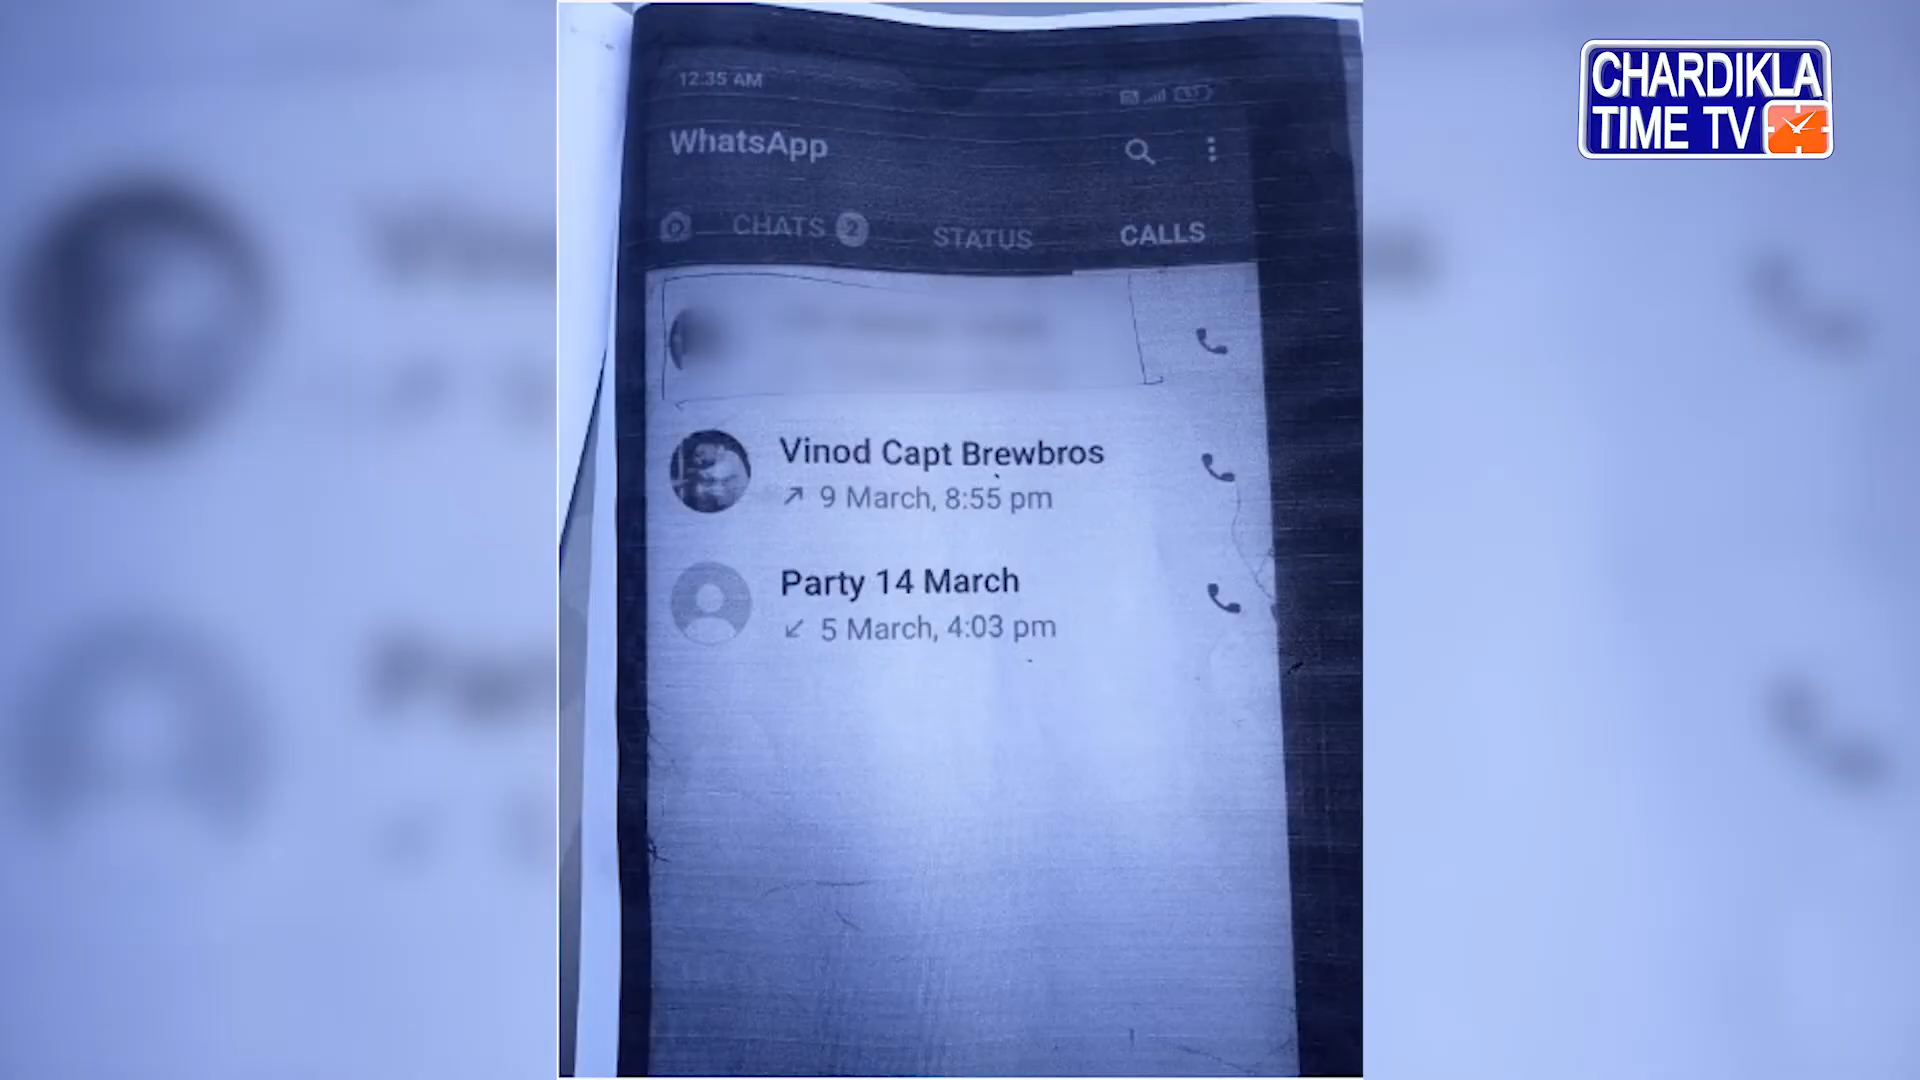 CHARDIKLA
TIME TV
12.35 AM
WhatsApp
CHATS 2 STATUS CALLS
Vinod Capt Brewbros
9 March, 8:55 pm
Party 14 March
5 March, 4:03 pm